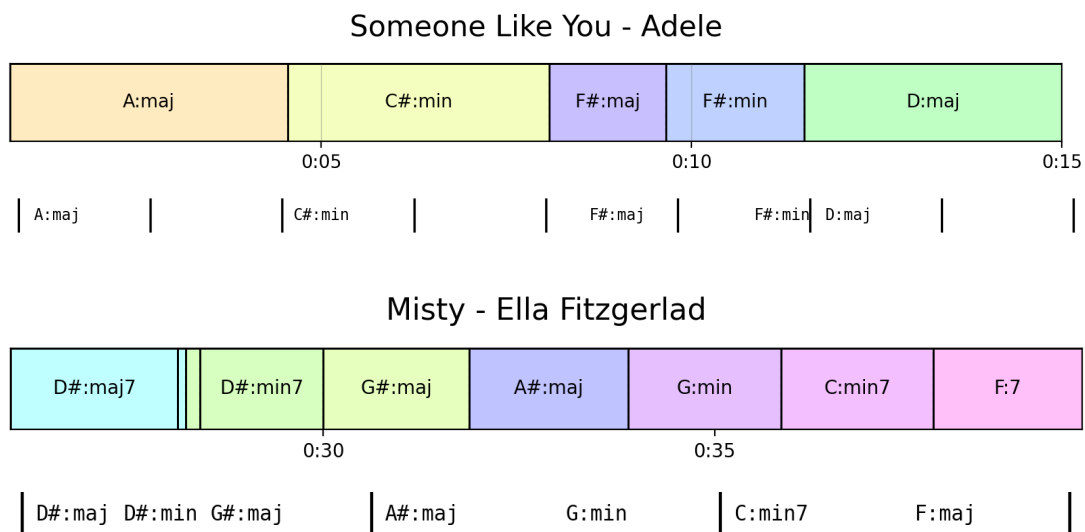 Someone Like You - Adele
A:maj C#:min F#:maj F#:min D:maj
0:05 0:10 0:15
A:maj C#:min F#:maj F#:min D:maj
Misty - Ella Fitzgerlad
D#:maj7 D#:min7 G#:maj A#:maj G:min C:min7 F:7
0:30 0:35
D#:maj D#:min G#:maj A#:maj G:min C:min7 F:maj